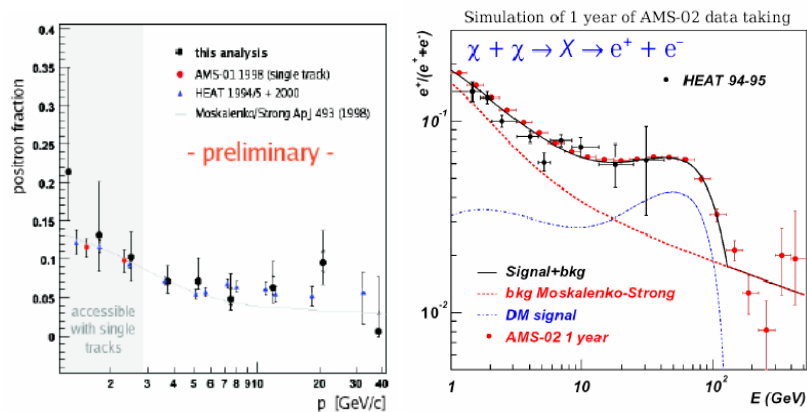 positron fraction
0.4
0.35
0.3
0.25
0.2
0.15
0.1
0.05
0
this analysis
AMS-01 1998 (single track)
HEAT 1994/5 + 2000
Moskalenko/Strong ApJ 493 (1998)
- preliminary -
accessible
with single
tracks
2 3 4 5 6 7 8 9 10 20 30 40
p [GeV/c]
Simulation of 1 year of AMS-02 data taking
e⁺/(e⁺+e⁻)
χ + χ → X → e⁺ + e⁻
HEAT 94-95
10⁻¹
10⁻²
Signal+bkg
bkg Moskalenko-Strong
DM signal
AMS-02 1 year
1 10 10²
E (GeV)